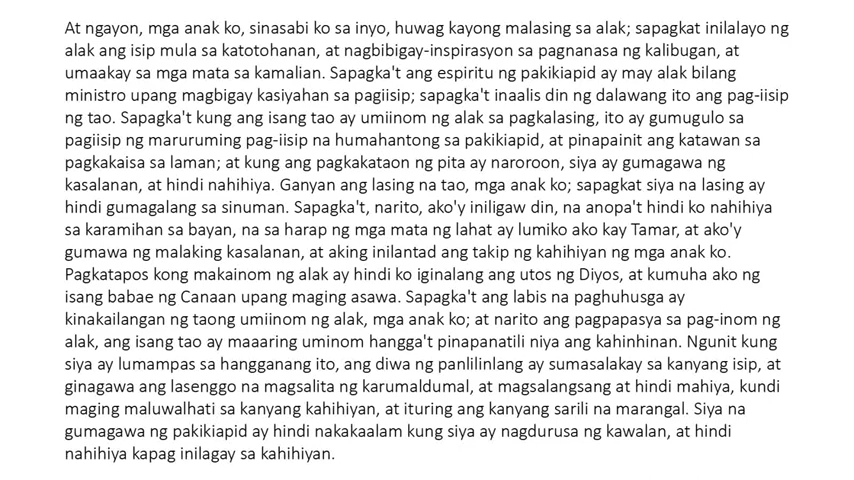 At ngayon, mga anak ko, sinasabi ko sa inyo, huwag kayong malasing sa alak; sapagkat inilalayo ng
alak ang isip mula sa katotohanan, at nagbibigay-inspirasyon sa pagnanasa ng kalibugan, at
umaakay sa mga mata sa kamalian. Sapagka't ang espiritu ng pakikiapid ay may alak bilang
ministro upang magbigay kasiyahan sa pagiisip; sapagka't inaalis din ng dalawang ito ang pag-iisip
ng tao. Sapagka't kung ang isang tao ay umiinom ng alak sa pagkalasing, ito ay gumugulo sa
pagiisip ng maruruming pag-iisip na humahantong sa pakikiapid, at pinapainit ang katawan sa
pagkakaisa sa laman; at kung ang pagkakataon ng pita ay naroroon, siya ay gumagawa ng
kasalanan, at hindi nahihiya. Ganyan ang lasing na tao, mga anak ko; sapagkat siya na lasing ay
hindi gumagalang sa sinuman. Sapagka't, narito, ako'y iniligaw din, na anopa't hindi ko nahihiya
sa karamihan sa bayan, na sa harap ng mga mata ng lahat ay lumiko ako kay Tamar, at ako'y
gumawa ng malaking kasalanan, at aking inilantad ang takip ng kahihiyan ng mga anak ko.
Pagkatapos kong makainom ng alak ay hindi ko iginalang ang utos ng Diyos, at kumuha ako ng
isang babae ng Canaan upang maging asawa. Sapagka't ang labis na paghuhusga ay
kinakailangan ng taong umiinom ng alak, mga anak ko; at narito ang pagpapasya sa pag-inom ng
alak, ang isang tao ay maaaring uminom hangga't pinapanatili niya ang kahinhinan. Ngunit kung
siya ay lumampas sa hangganang ito, ang diwa ng panlilinlang ay sumasalakay sa kanyang isip, at
ginagawa ang lasenggo na magsalita ng karumaldumal, at magsalangsang at hindi mahiya, kundi
maging maluwalhati sa kanyang kahihiyan, at ituring ang kanyang sarili na marangal. Siya na
gumagawa ng pakikiapid ay hindi nakakaalam kung siya ay nagdurusa ng kawalan, at hindi
nahihiya kapag inilagay sa kahihiyan.